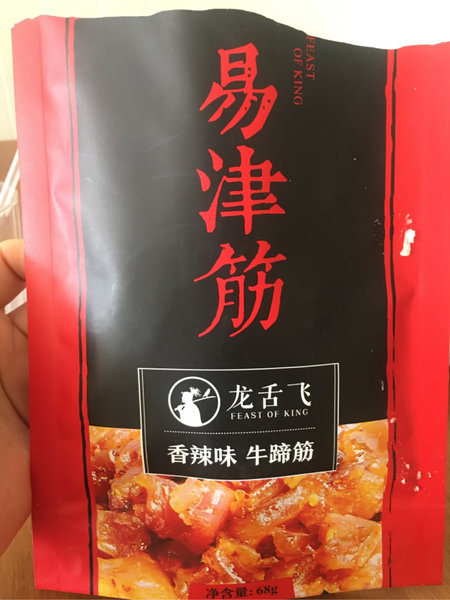 FEAST
OF KING
易津筋
龙舌飞
FEAST OF KING
香辣味 牛蹄筋
净含量: 68g